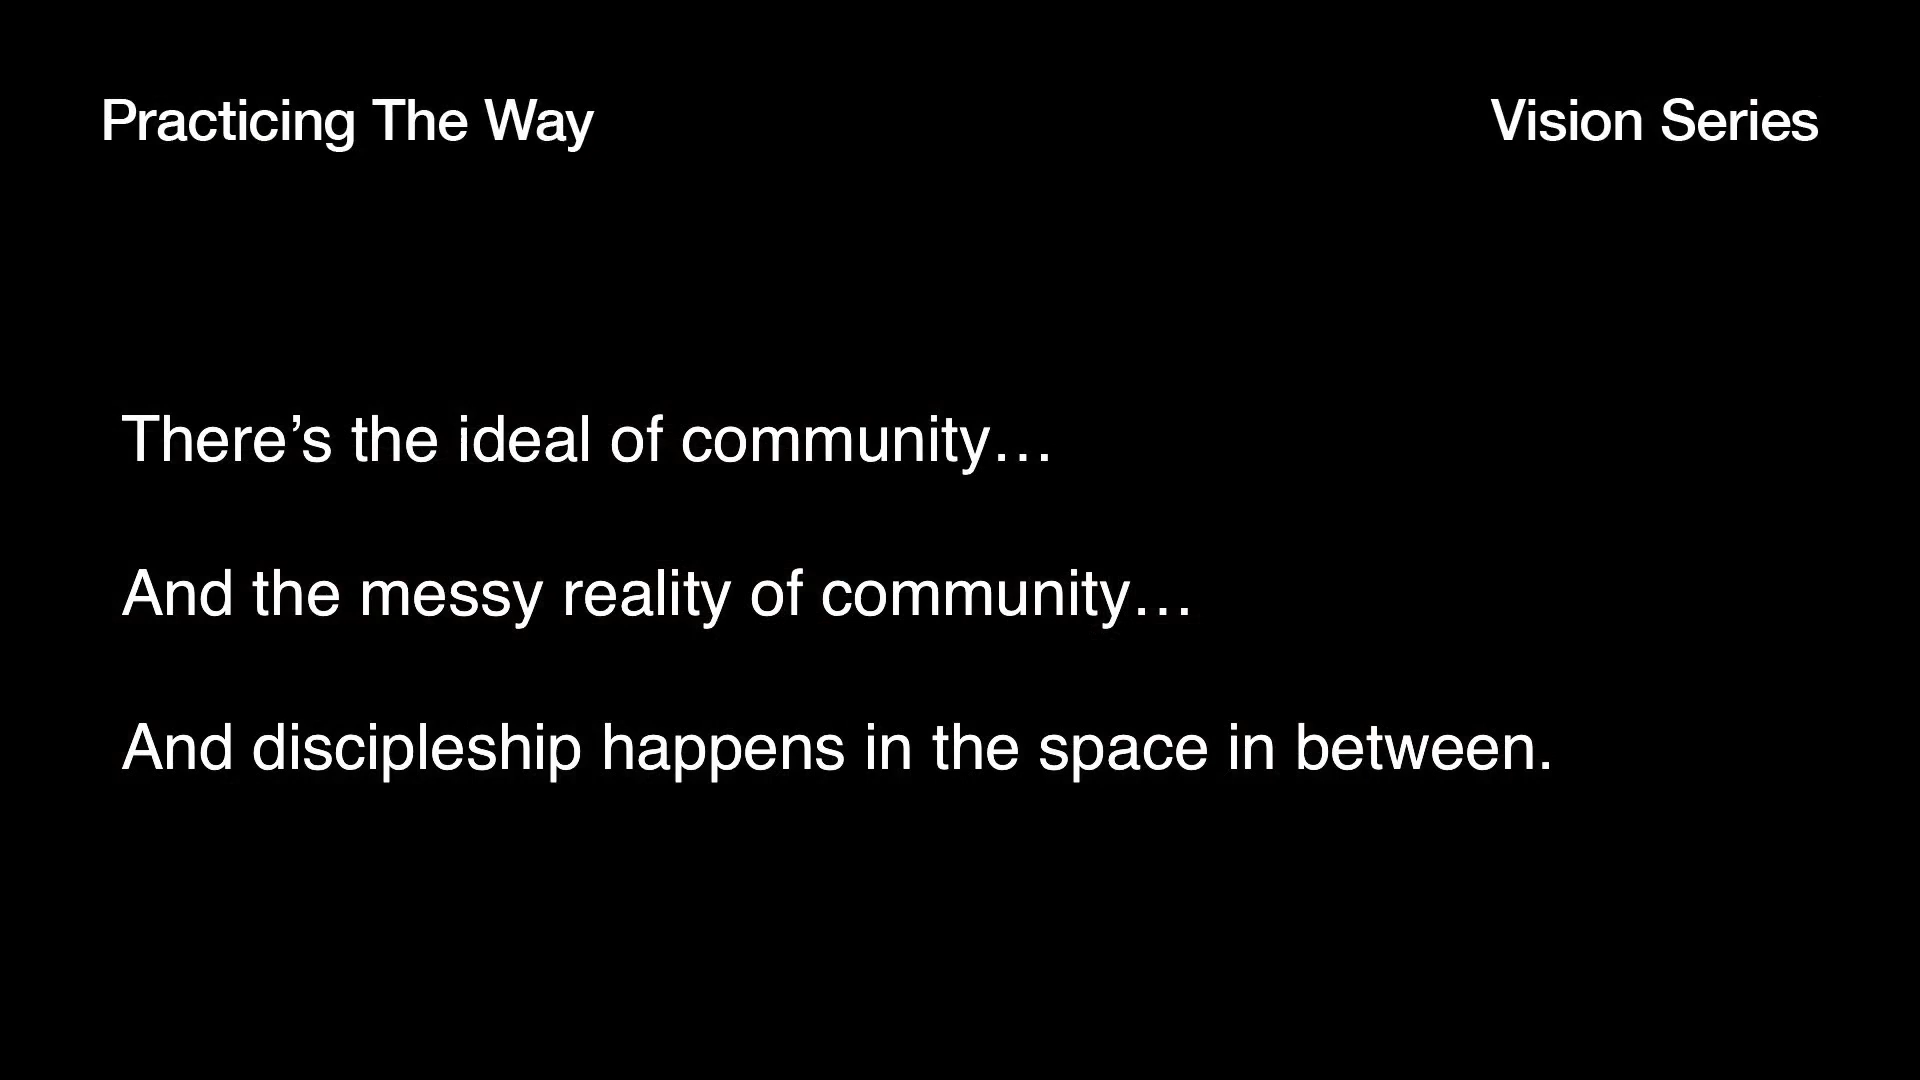 Practicing The Way
Vision Series
There’s the ideal of community…
And the messy reality of community…
And discipleship happens in the space in between.